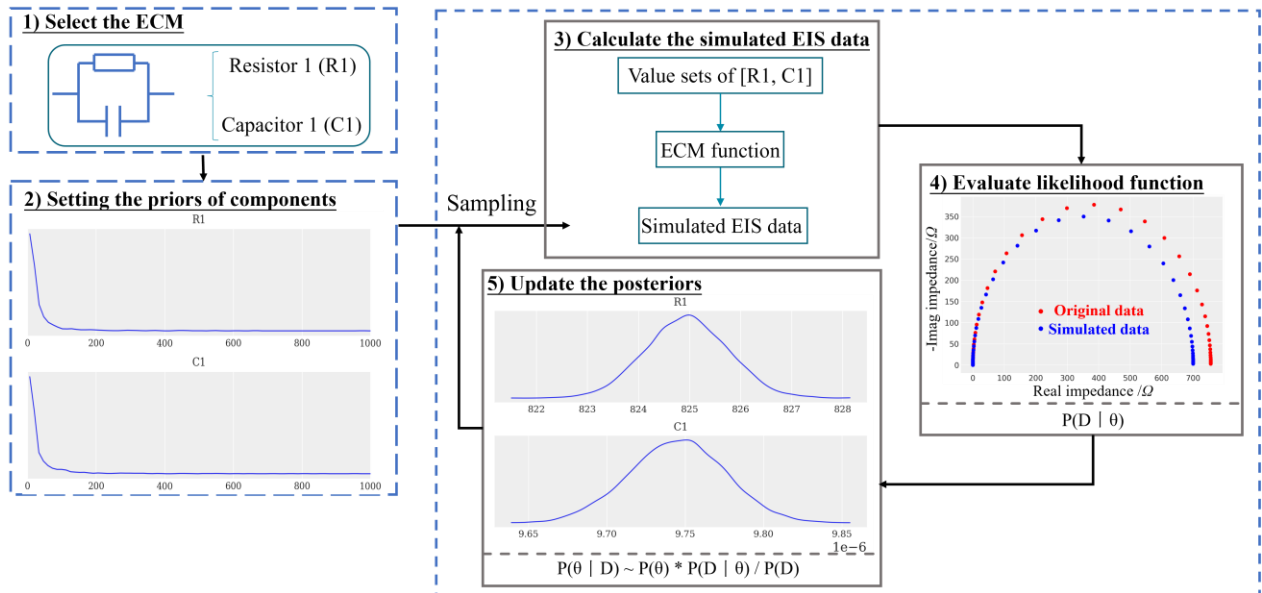 1) Select the ECM
Resistor 1 (R1)
Capacitor 1 (C1)
2) Setting the priors of components
R1
0 200 400 600 800 1000
C1
0 200 400 600 800 1000
Sampling
3) Calculate the simulated EIS data
Value sets of [R1, C1]
ECM function
Simulated EIS data
4) Evaluate likelihood function
-Imag impedance/Ω
350
300
250
200
150
100
50
0
Original data
Simulated data
0 100 200 300 400 500 600 700
Real impedance /Ω
P(D | θ)
5) Update the posteriors
R1
822 823 824 825 826 827 828
C1
9.65 9.70 9.75 9.80 9.85
1e-6
P(θ | D) ~ P(θ) * P(D | θ) / P(D)